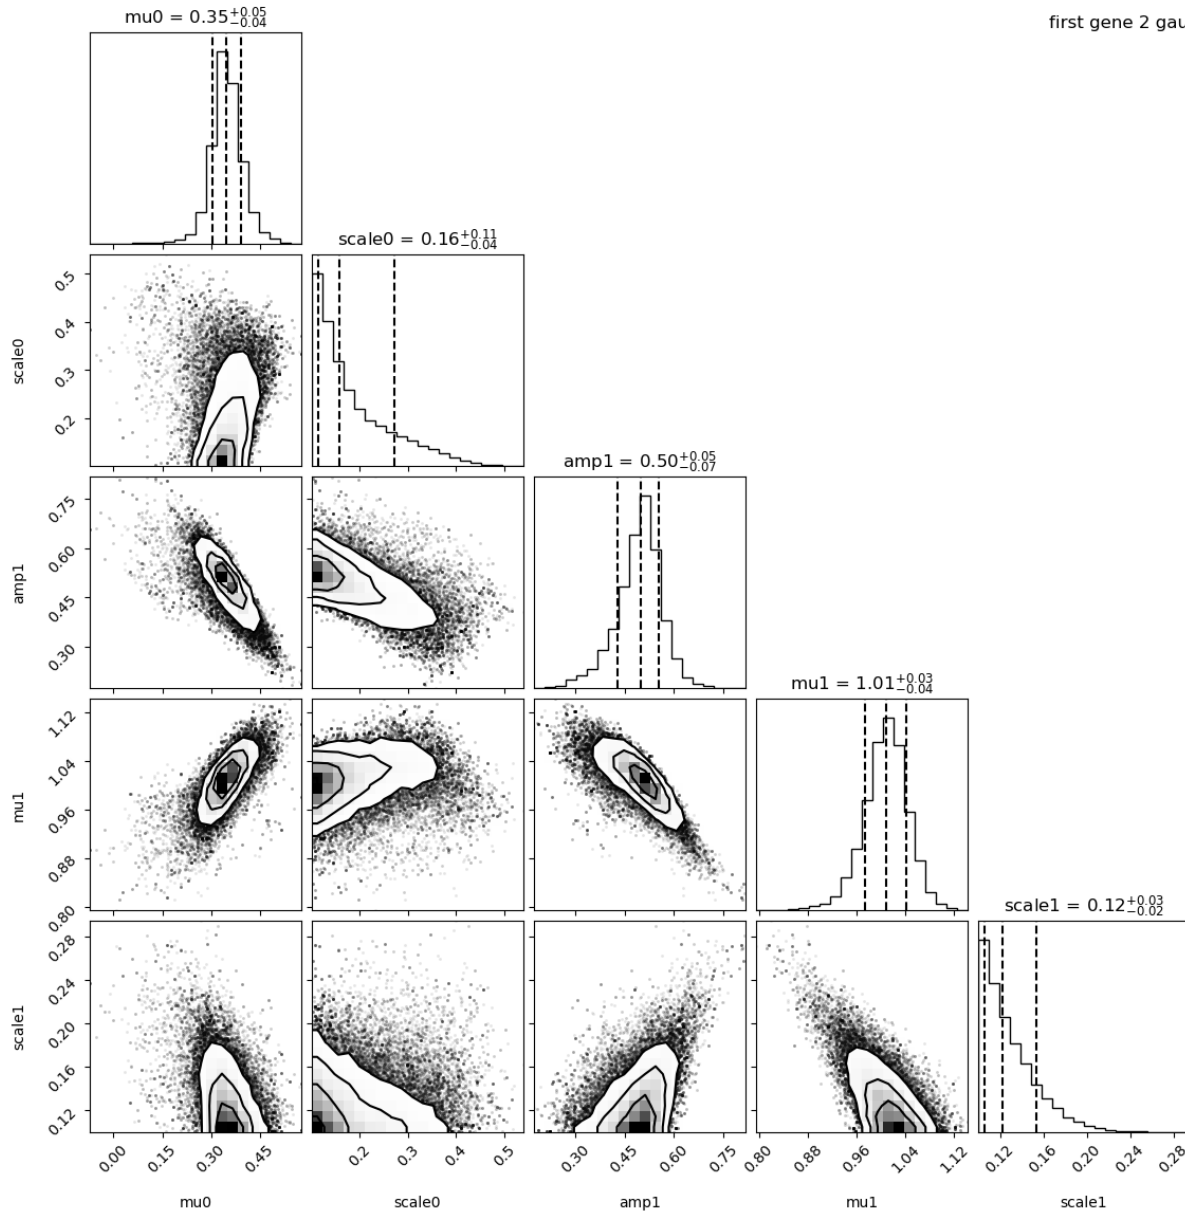 mu0 = 0.35+0.05 −0.04
first gene 2 gau
scale0 = 0.16+0.11 −0.04
0.5
0.4
0.3
0.2
scale0
amp1 = 0.50+0.05 −0.07
0.75
0.60
0.45
0.30
amp1
mu1 = 1.01+0.03 −0.04
1.12
1.04
0.96
0.88
0.80
mu1
scale1 = 0.12+0.03 −0.02
0.28
0.24
0.20
0.16
0.12
scale1
0.00 0.15 0.30 0.45
0.2 0.3 0.4 0.5
0.30 0.45 0.60 0.75
0.80 0.88 0.96 1.04 1.12
0.12 0.16 0.20 0.24 0.28
mu0 scale0 amp1 mu1 scale1